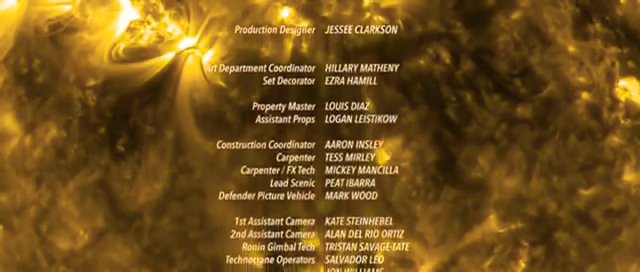 Production Designer JESSEE CLARKSON
Art Department Coordinator HILLARY MATHENY
Set Decorator EZRA HAMILL
Property Master LOUIS DIAZ
Assistant Props LOGAN LEISTIKOW
Construction Coordinator AARON INSLEY
Carpenter TESS MIRLEY
Carpenter / FX Tech MICKEY MANCILLA
Lead Scenic PEAT IBARRA
Defender Picture Vehicle MARK WOOD
1st Assistant Camera KATE STEINHEBEL
2nd Assistant Camera ALAN DEL RIO ORTIZ
Ronin Gimbal Tech TRISTAN SAVAGE-TATE
Technocrane Operators SALVADOR LEO
JON WILLIAMS